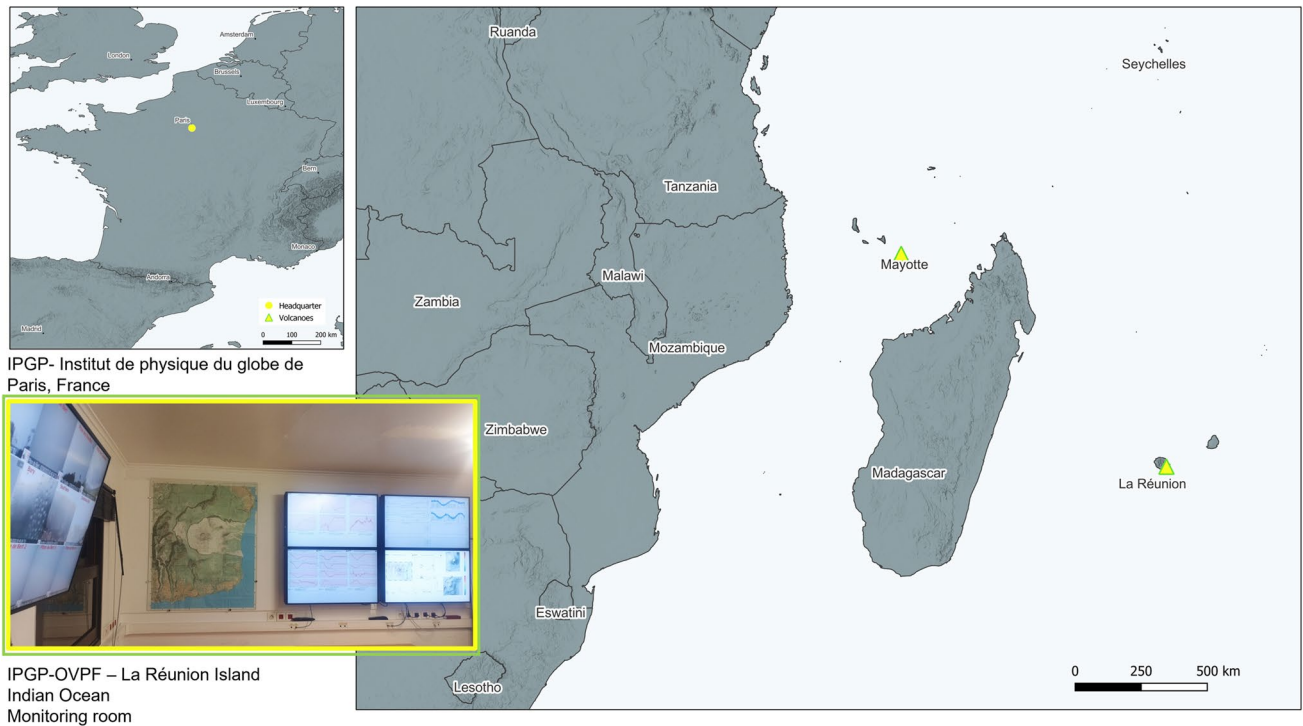 Amsterdam
London
Brussels
Luxembourg
Paris
Bern
Monaco
Andorra
Madrid
Headquarter
Volcanoes
0 100 200 km
IPGP- Institut de physique du globe de
Paris, France
Ruanda
Seychelles
Tanzania
Mayotte
Malawi
Zambia
Mozambique
Zimbabwe
Madagascar
La Réunion
Eswatini
Lesotho
0 250 500 km
IPGP-OVPF – La Réunion Island
Indian Ocean
Monitoring room